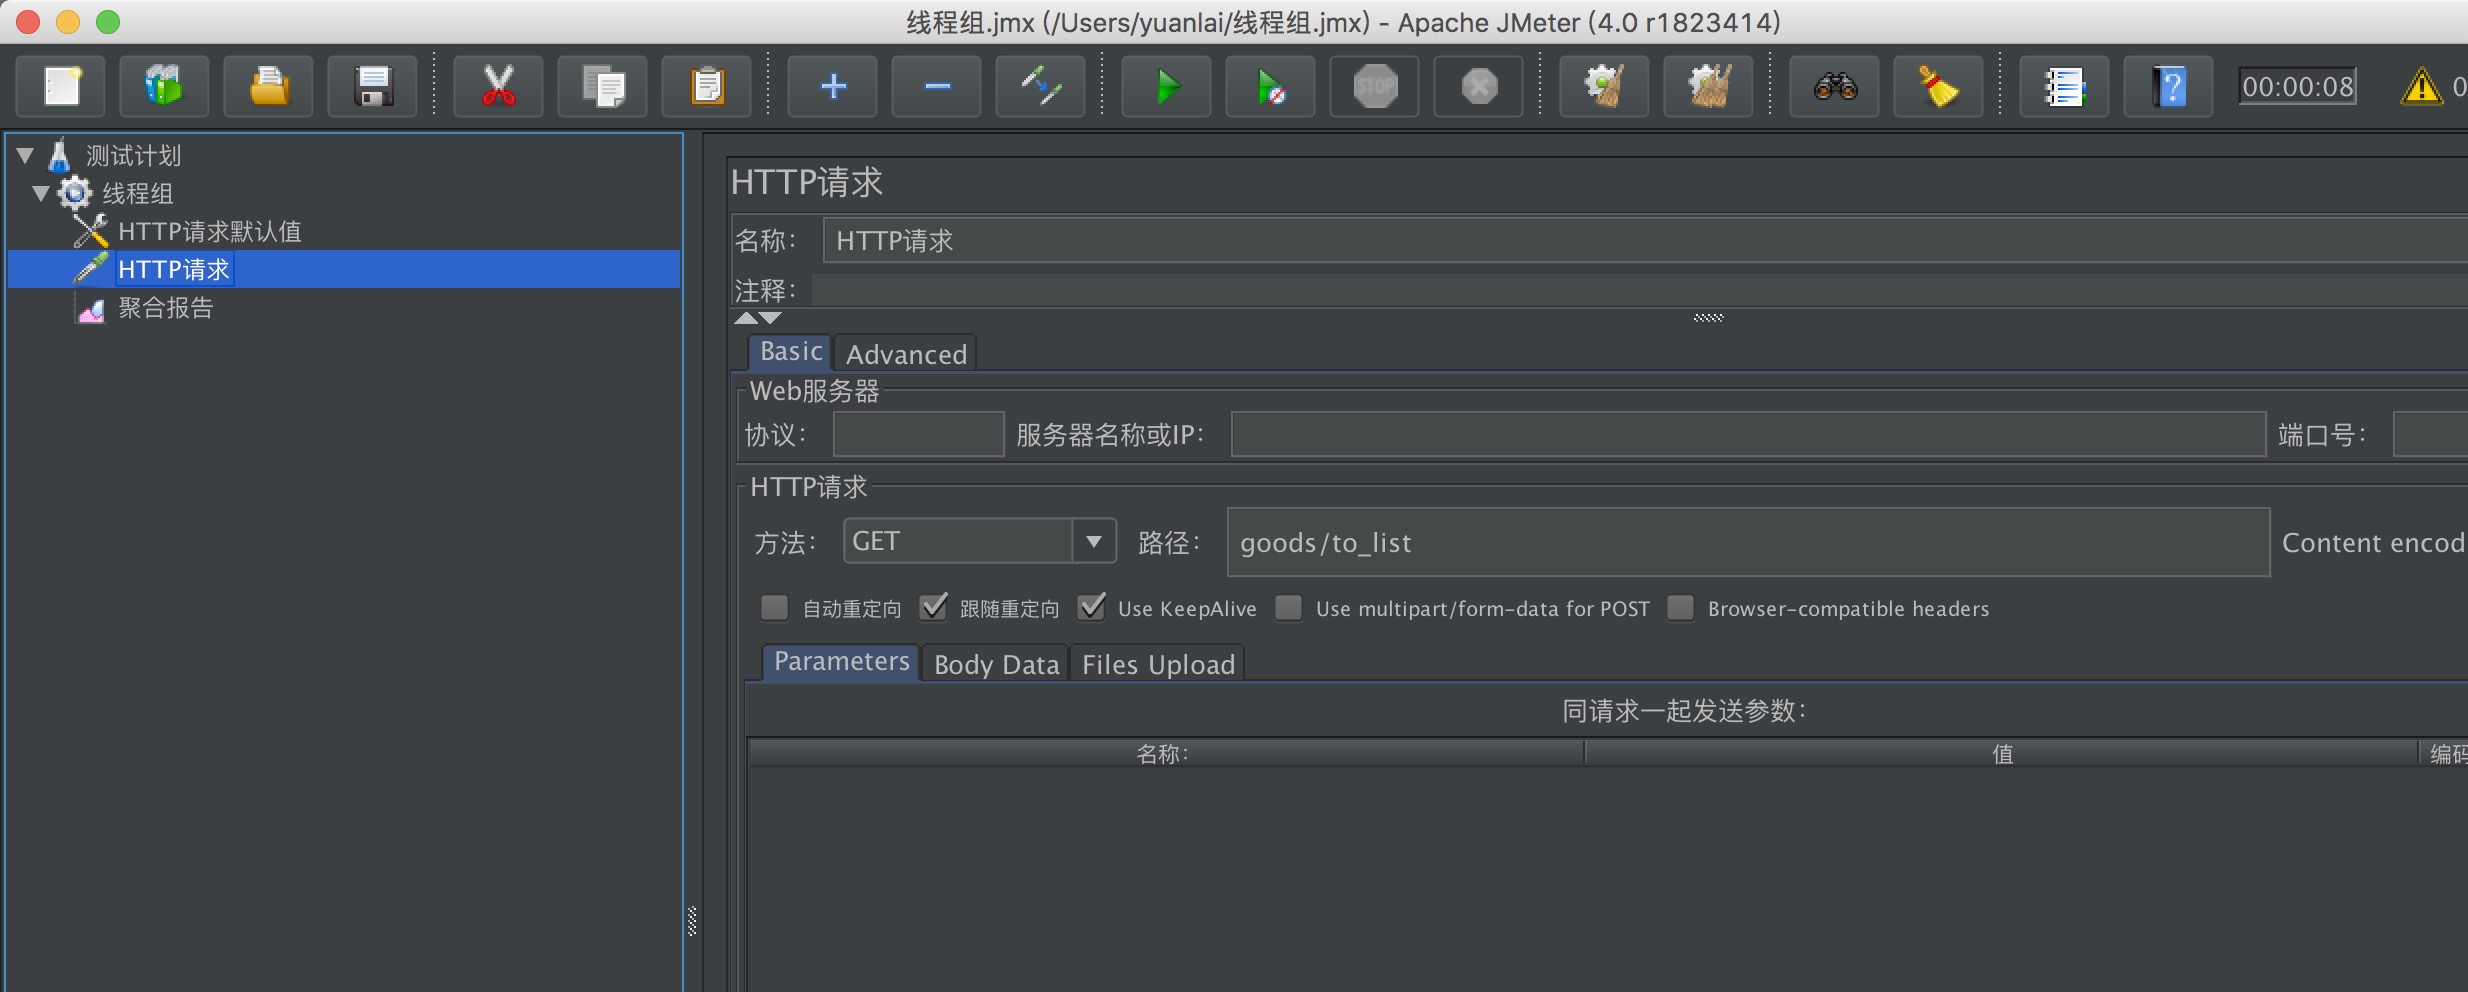 线程组.jmx (/Users/yuanlai/线程组.jmx) - Apache JMeter (4.0 r1823414)
STOP
00:00:08
0
测试计划
线程组
HTTP请求默认值
HTTP请求
聚合报告
HTTP请求
名称： HTTP请求
注释：
Basic Advanced
Web服务器
协议： 服务器名称或IP： 端口号：
HTTP请求
方法： GET 路径： goods/to_list Content encod
自动重定向 跟随重定向 Use KeepAlive Use multipart/form-data for POST Browser-compatible headers
Parameters Body Data Files Upload
同请求一起发送参数：
名称： 值 编码